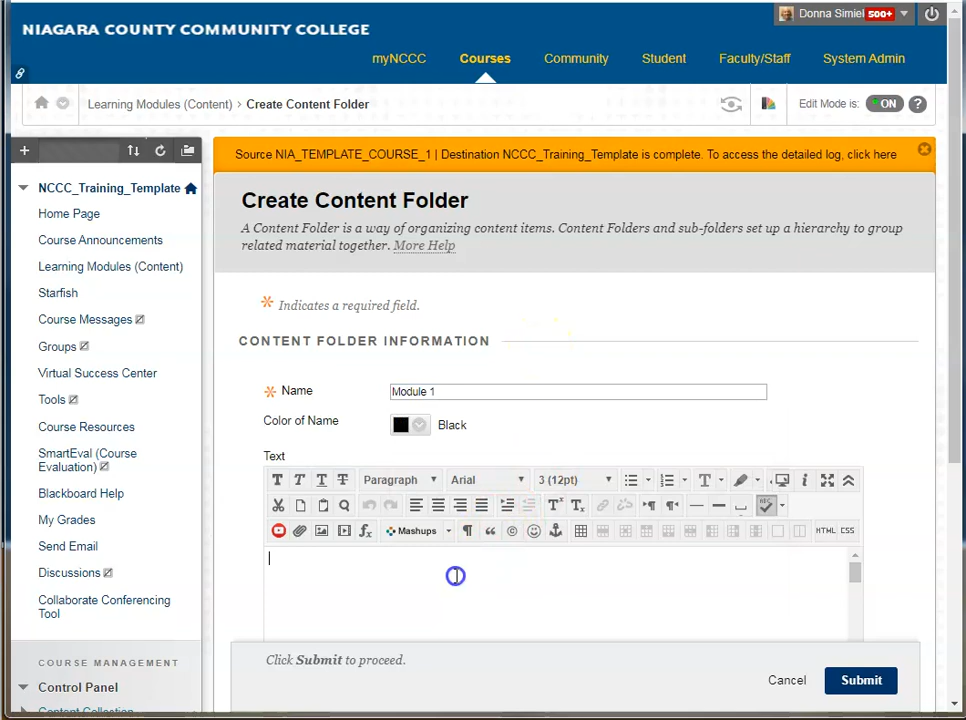 Donna Simiel 500+
NIAGARA COUNTY COMMUNITY COLLEGE
myNCCC Courses Community Student Faculty/Staff System Admin
Learning Modules (Content) Create Content Folder Edit Mode is: ON ?
Source NIA_TEMPLATE_COURSE_1 | Destination NCCC_Training_Template is complete. To access the detailed log, click here
NCCC_Training_Template
Home Page
Course Announcements
Learning Modules (Content)
Starfish
Course Messages
Groups
Virtual Success Center
Tools
Course Resources
SmartEval (Course
Evaluation)
Blackboard Help
My Grades
Send Email
Discussions
Collaborate Conferencing
Tool
COURSE MANAGEMENT
Control Panel
Content Collection
Create Content Folder
A Content Folder is a way of organizing content items. Content Folders and sub-folders set up a hierarchy to group
related material together. More Help
Indicates a required field.
CONTENT FOLDER INFORMATION
Name Module 1
Color of Name Black
Text
T T T T Paragraph Arial 3 (12pt) T i
T Tx ABC
fx Mashups ¶ “ © HTML CSS
Click Submit to proceed.
Cancel Submit